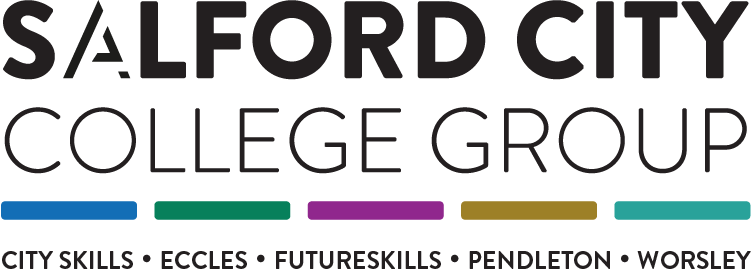 SALFORD CITY
COLLEGE GROUP
CITY SKILLS • ECCLES • FUTURESKILLS • PENDLETON • WORSLEY